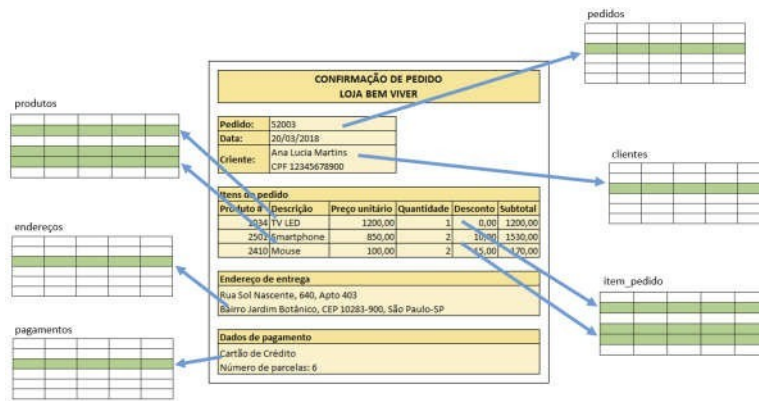 pedidos
CONFIRMAÇÃO DE PEDIDO
LOJA BEM VIVER
produtos
Pedido: 52003
Data: 20/03/2018
Criente: Ana Lucia Martins
CPF 12345678900
clientes
Itens do pedido
Produto # Descrição Preço unitário Quantidade Desconto Subtotal
1034 TV LED 1200,00 1 0,00 1200,00
2501 Smartphone 850,00 2 10,00 1530,00
2410 Mouse 100,00 2 15,00 170,00
endereços
Endereço de entrega
Rua Sol Nascente, 640, Apto 403
Bairro Jardim Botânico, CEP 10283-900, São Paulo-SP
item_pedido
pagamentos
Dados de pagamento
Cartão de Crédito
Número de parcelas: 6